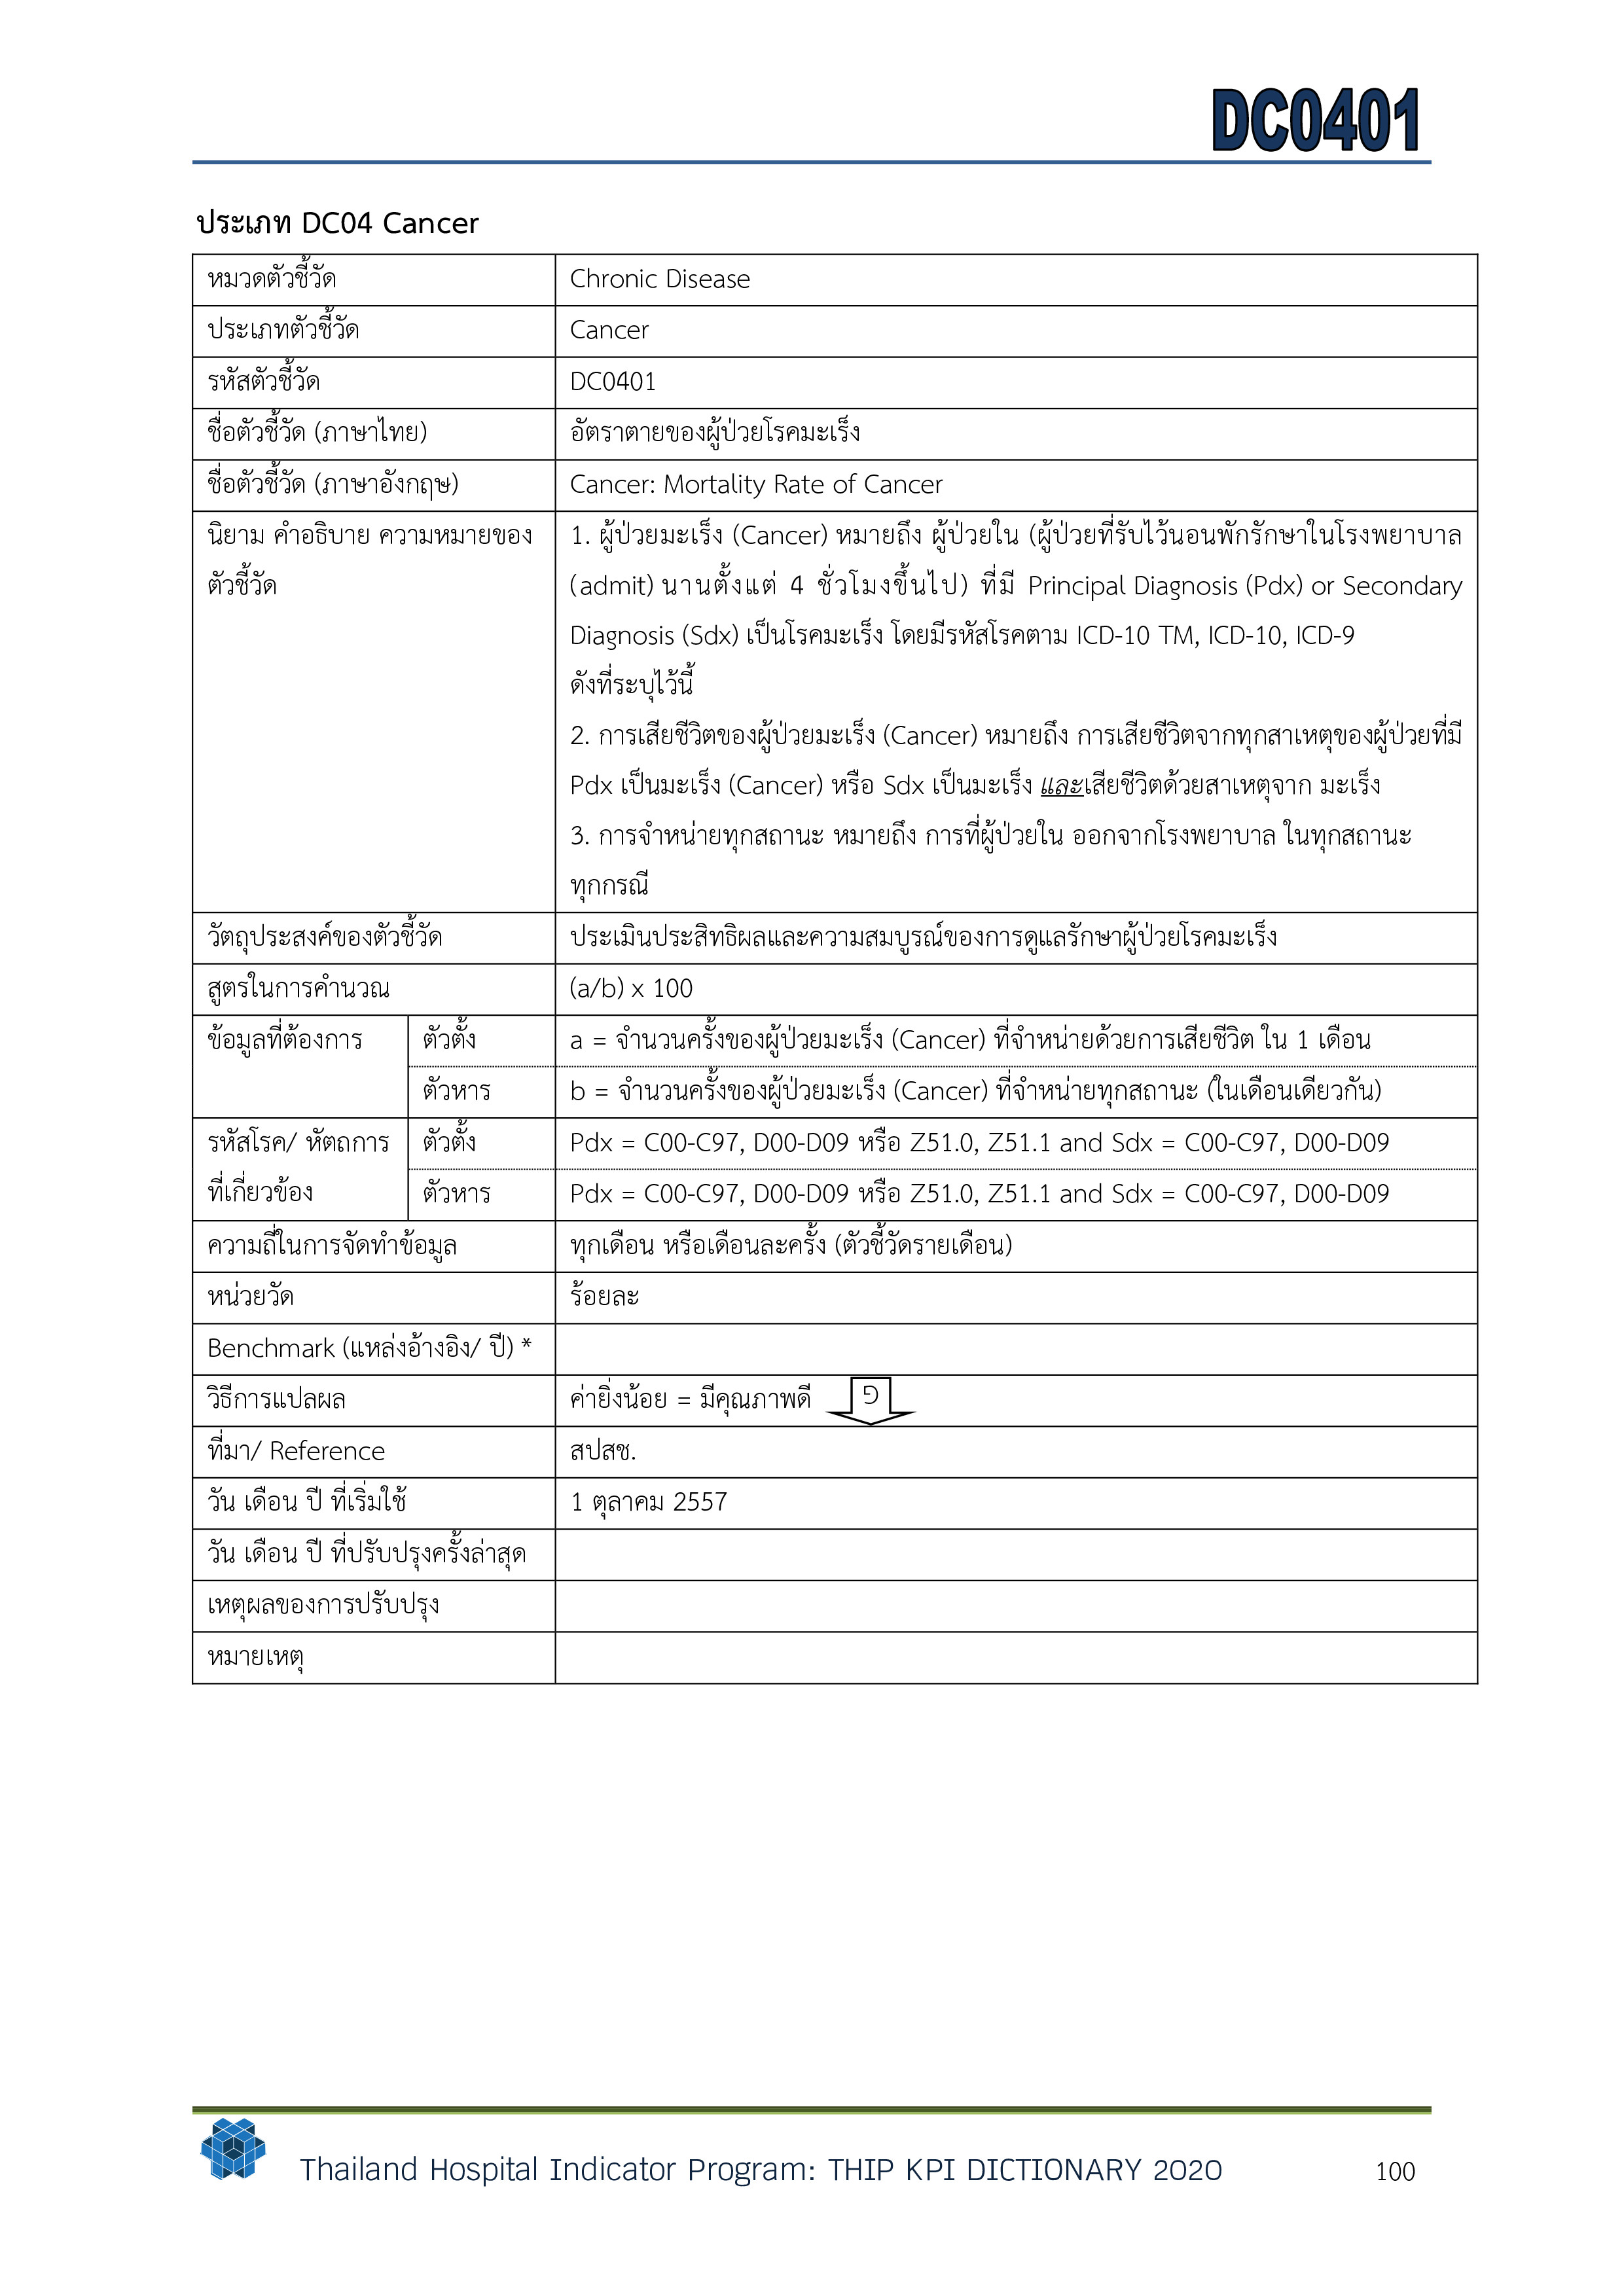 DC0401
ประเภท DC04 Cancer
หมวดตัวชี้วัด Chronic Disease
ประเภทตัวชี้วัด Cancer
รหัสตัวชี้วัด DC0401
ชื่อตัวชี้วัด (ภาษาไทย) อัตราตายของผู้ป่วยโรคมะเร็ง
ชื่อตัวชี้วัด (ภาษาอังกฤษ) Cancer: Mortality Rate of Cancer
นิยาม คำอธิบาย ความหมายของ
ตัวชี้วัด
1. ผู้ป่วยมะเร็ง (Cancer) หมายถึง ผู้ป่วยใน (ผู้ป่วยที่รับไว้นอนพักรักษาในโรงพยาบาล
(admit) นานตั้งแต่ 4 ชั่วโมงขึ้นไป) ที่มี Principal Diagnosis (Pdx) or Secondary
Diagnosis (Sdx) เป็นโรคมะเร็ง โดยมีรหัสโรคตาม ICD-10 TM, ICD-10, ICD-9
ดังที่ระบุไว้นี้
2. การเสียชีวิตของผู้ป่วยมะเร็ง (Cancer) หมายถึง การเสียชีวิตจากทุกสาเหตุของผู้ป่วยที่มี
Pdx เป็นมะเร็ง (Cancer) หรือ Sdx เป็นมะเร็ง และเสียชีวิตด้วยสาเหตุจาก มะเร็ง
3. การจำหน่ายทุกสถานะ หมายถึง การที่ผู้ป่วยใน ออกจากโรงพยาบาล ในทุกสถานะ
ทุกกรณี
วัตถุประสงค์ของตัวชี้วัด ประเมินประสิทธิผลและความสมบูรณ์ของการดูแลรักษาผู้ป่วยโรคมะเร็ง
สูตรในการคำนวณ (a/b) x 100
ข้อมูลที่ต้องการ ตัวตั้ง a = จำนวนครั้งของผู้ป่วยมะเร็ง (Cancer) ที่จำหน่ายด้วยการเสียชีวิต ใน 1 เดือน
ตัวหาร b = จำนวนครั้งของผู้ป่วยมะเร็ง (Cancer) ที่จำหน่ายทุกสถานะ (ในเดือนเดียวกัน)
รหัสโรค/ หัตถการ ตัวตั้ง Pdx = C00-C97, D00-D09 หรือ Z51.0, Z51.1 and Sdx = C00-C97, D00-D09
ที่เกี่ยวข้อง ตัวหาร Pdx = C00-C97, D00-D09 หรือ Z51.0, Z51.1 and Sdx = C00-C97, D00-D09
ความถี่ในการจัดทำข้อมูล ทุกเดือน หรือเดือนละครั้ง (ตัวชี้วัดรายเดือน)
หน่วยวัด ร้อยละ
Benchmark (แหล่งอ้างอิง/ ปี) *
วิธีการแปลผล ค่ายิ่งน้อย = มีคุณภาพดี
ที่มา/ Reference สปสช.
วัน เดือน ปี ที่เริ่มใช้ 1 ตุลาคม 2557
วัน เดือน ปี ที่ปรับปรุงครั้งล่าสุด
เหตุผลของการปรับปรุง
หมายเหตุ
Thailand Hospital Indicator Program: THIP KPI DICTIONARY 2020 100